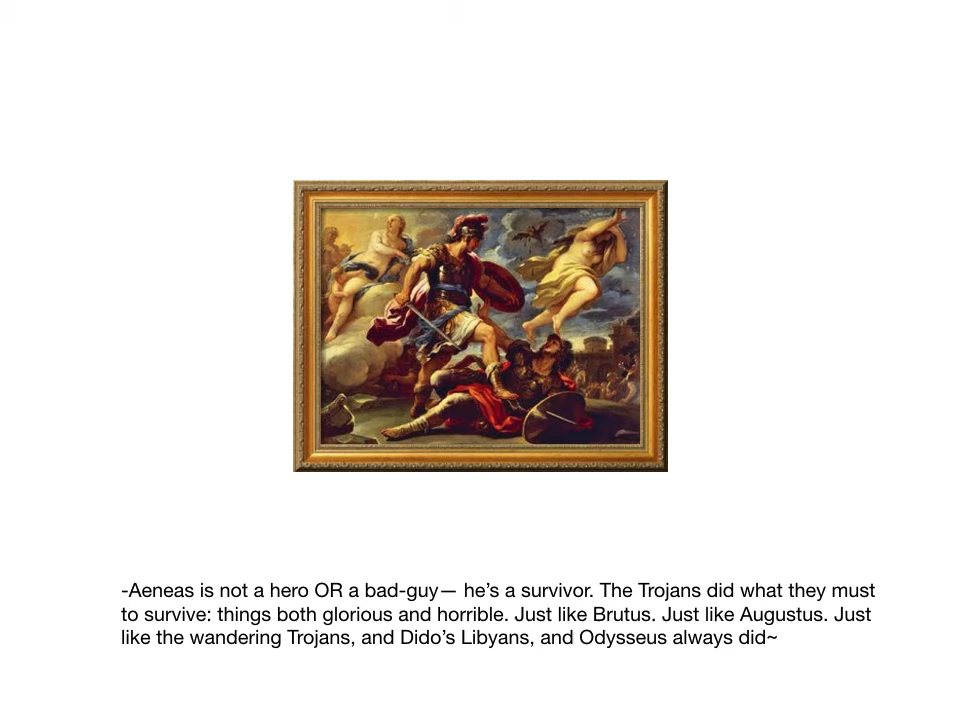 -Aeneas is not a hero OR a bad-guy— he’s a survivor. The Trojans did what they must
to survive: things both glorious and horrible. Just like Brutus. Just like Augustus. Just
like the wandering Trojans, and Dido’s Libyans, and Odysseus always did~